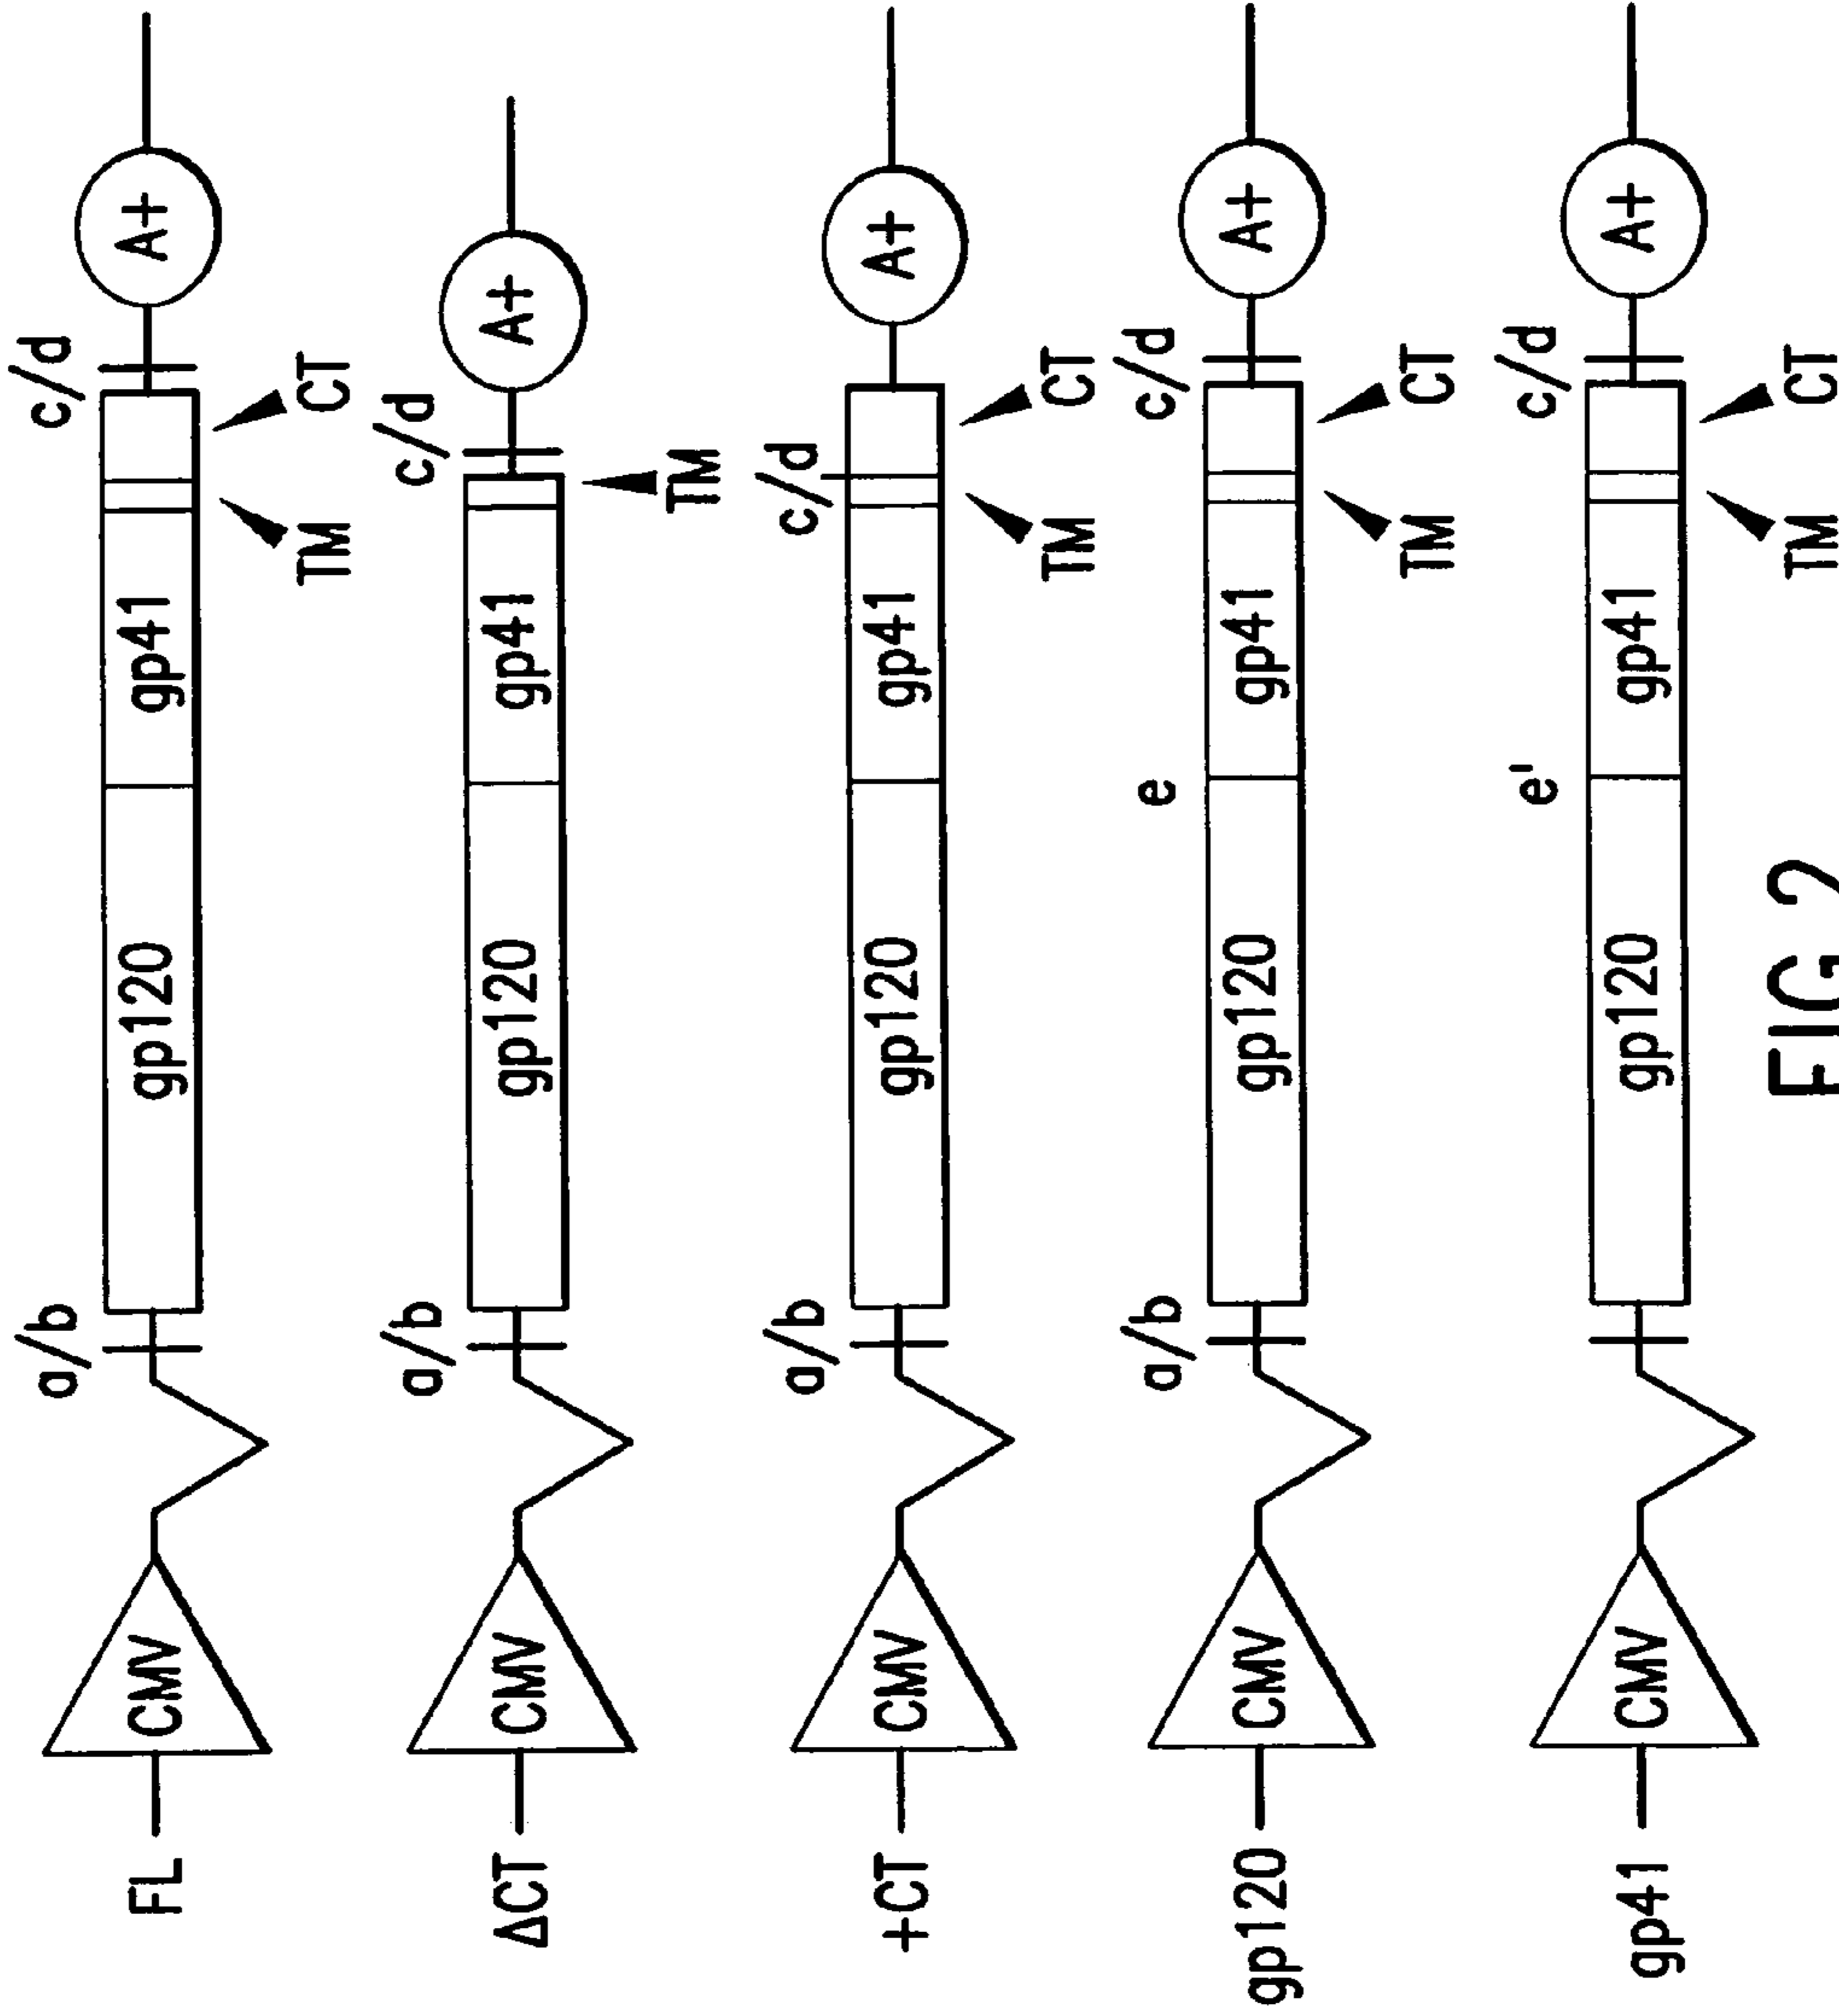 a/b c/d
FL CMV gp120 gp41 A+
TM CT
a/b c/d
ΔCT CMV gp120 gp41 A+
TM
a/b c/d
+CT CMV gp120 gp41 A+
TM CT
a/b e c/d
gp120 CMV gp120 gp41 A+
TM CT
e' c/d
gp41 CMV gp120 gp41 A+
TM CT
FIG 2